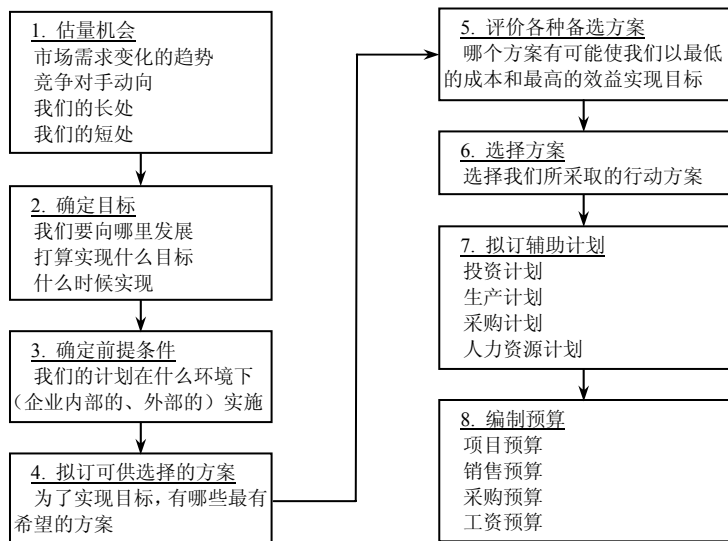 1. 估量机会
市场需求变化的趋势
竞争对手动向
我们的长处
我们的短处
2. 确定目标
我们要向哪里发展
打算实现什么目标
什么时候实现
3. 确定前提条件
我们的计划在什么环境下
（企业内部的、外部的）实施
4. 拟订可供选择的方案
为了实现目标，有哪些最有
希望的方案
5. 评价各种备选方案
哪个方案有可能使我们以最低
的成本和最高的效益实现目标
6. 选择方案
选择我们所采取的行动方案
7. 拟订辅助计划
投资计划
生产计划
采购计划
人力资源计划
8. 编制预算
项目预算
销售预算
采购预算
工资预算